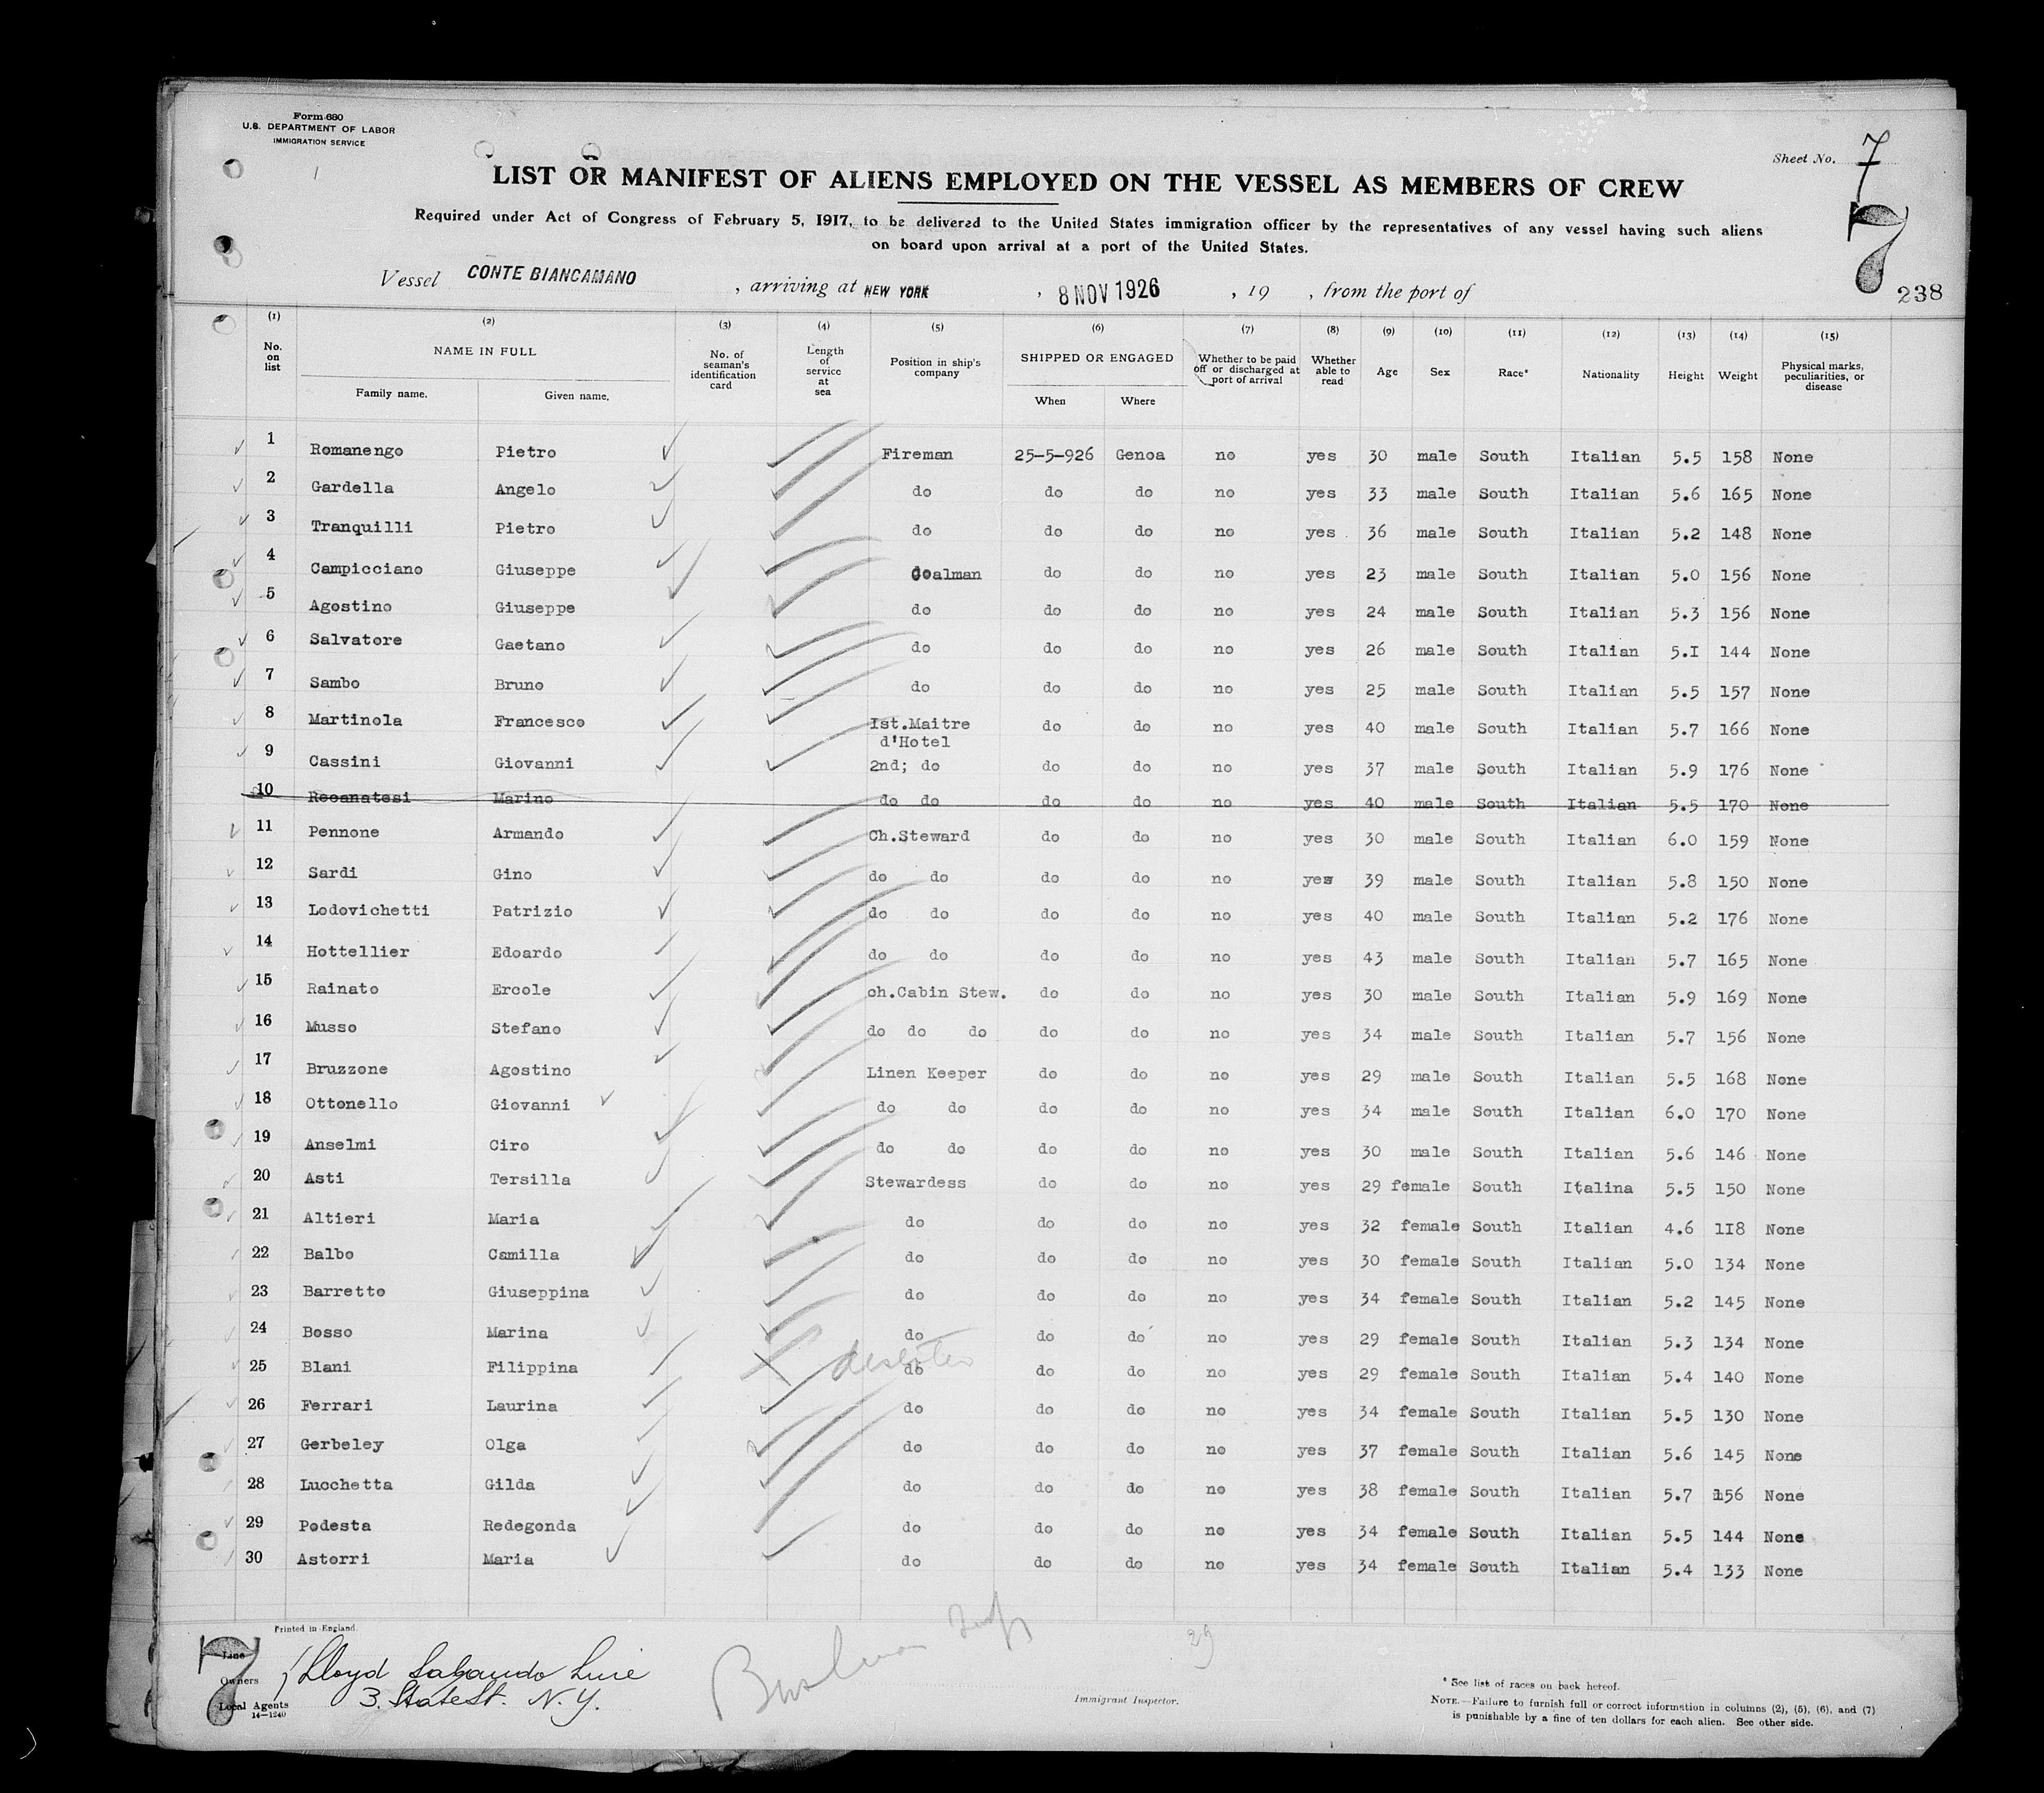 Form 680
U.S. DEPARTMENT OF LABOR
IMMIGRATION SERVICE
Sheet No. 7
LIST OR MANIFEST OF ALIENS EMPLOYED ON THE VESSEL AS MEMBERS OF CREW
Required under Act of Congress of February 5, 1917, to be delivered to the United States immigration officer by the representatives of any vessel having such aliens
on board upon arrival at a port of the United States.
7
Vessel CONTE BIANCAMANO , arriving at NEW YORK , 8 NOV 1926 , 19 , from the port of
238
(1) (2) (3) (4) (5) (6) (7) (8) (9) (10) (11) (12) (13) (14) (15)
No. on list NAME IN FULL Family name. Given name. No. of seaman's identification card Length of service at sea Position in ship's company SHIPPED OR ENGAGED When Where Whether to be paid off or discharged at port of arrival Whether able to read Age Sex Race* Nationality Height Weight Physical marks, peculiarities, or disease
1 Romanengo Pietro Fireman 25-5-926 Genoa no yes 30 male South Italian 5.5 158 None
2 Gardella Angelo do do do no yes 33 male South Italian 5.6 165 None
3 Tranquilli Pietro do do do no yes 36 male South Italian 5.2 148 None
4 Campicciano Giuseppe Coalman do do no yes 23 male South Italian 5.0 156 None
5 Agostino Giuseppe do do do no yes 24 male South Italian 5.3 156 None
6 Salvatore Gaetano do do do no yes 26 male South Italian 5.I 144 None
7 Sambo Bruno do do do no yes 25 male South Italian 5.5 157 None
8 Martinola Francesco Ist.Maitre d'Hotel do do no yes 40 male South Italian 5.7 166 None
9 Cassini Giovanni 2nd; do do do no yes 37 male South Italian 5.9 176 None
10 Recanatesi Marino do do do do no yes 40 male South Italian 5.5 170 None
11 Pennone Armando Ch.Steward do do no yes 30 male South Italian 6.0 159 None
12 Sardi Gino do do do do no yes 39 male South Italian 5.8 150 None
13 Lodovichetti Patrizio do do do do no yes 40 male South Italian 5.2 176 None
14 Hottellier Edoardo do do do do no yes 43 male South Italian 5.7 165 None
15 Rainato Ercole ch.Cabin Stew. do do no yes 30 male South Italian 5.9 169 None
16 Musso Stefano do do do do do no yes 34 male South Italian 5.7 156 None
17 Bruzzone Agostino Linen Keeper do do no yes 29 male South Italian 5.5 168 None
18 Ottonello Giovanni do do do do no yes 34 male South Italian 6.0 170 None
19 Anselmi Ciro do do do do no yes 30 male South Italian 5.6 146 None
20 Asti Tersilla Stewardess do do no yes 29 female South Italina 5.5 150 None
21 Altieri Maria do do do no yes 32 female South Italian 4.6 II8 None
22 Balbo Camilla do do do no yes 30 female South Italian 5.0 134 None
23 Barretto Giuseppina do do do no yes 34 female South Italian 5.2 145 None
24 Bosso Marina do do do no yes 29 female South Italian 5.3 134 None
25 Blani Filippina deserter do do do no yes 29 female South Italian 5.4 140 None
26 Ferrari Laurina do do do no yes 34 female South Italian 5.5 130 None
27 Gerbeley Olga do do do no yes 37 female South Italian 5.6 145 None
28 Lucchetta Gilda do do do no yes 38 female South Italian 5.7 156 None
29 Podesta Redegonda do do do no yes 34 female South Italian 5.5 144 None
30 Astorri Maria do do do no yes 34 female South Italian 5.4 133 None
Printed in England.
7
Line
Owners
Local Agents
14-1240
Lloyd Sabaudo Line
3. State St. N.Y.
29
Immigrant Inspector.
* See list of races on back hereof.
NOTE.—Failure to furnish full or correct information in columns (2), (5), (6), and (7)
is punishable by a fine of ten dollars for each alien. See other side.